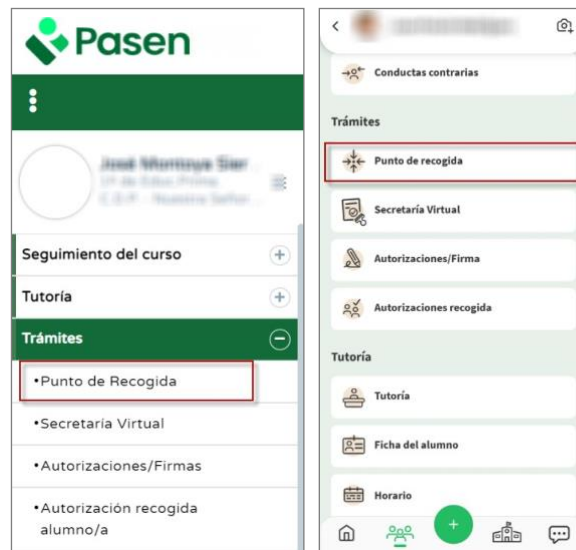 Pasen
Seguimiento del curso
Tutoría
Trámites
•Punto de Recogida
•Secretaría Virtual
•Autorizaciones/Firmas
•Autorización recogida
alumno/a
Conductas contrarias
Trámites
Punto de recogida
Secretaría Virtual
Autorizaciones/Firma
Autorizaciones recogida
Tutoría
Tutoría
Ficha del alumno
Horario